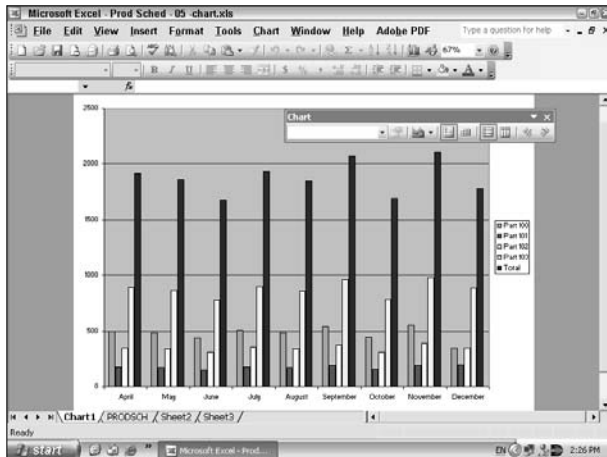 Microsoft Excel - Prod Sched - 05 -chart.xls
File Edit View Insert Format Tools Chart Window Help Adobe PDF
Type a question for help
67%
B I U
$ % ,
fx
Chart
2500
2000
1500
1000
500
0
April May June July August September October November December
Part 100
Part 101
Part 102
Part 103
Total
Chart1 / PRODSCH / Sheet2 / Sheet3 /
Ready
start
Microsoft Excel - Prod...
EN
2:26 PM